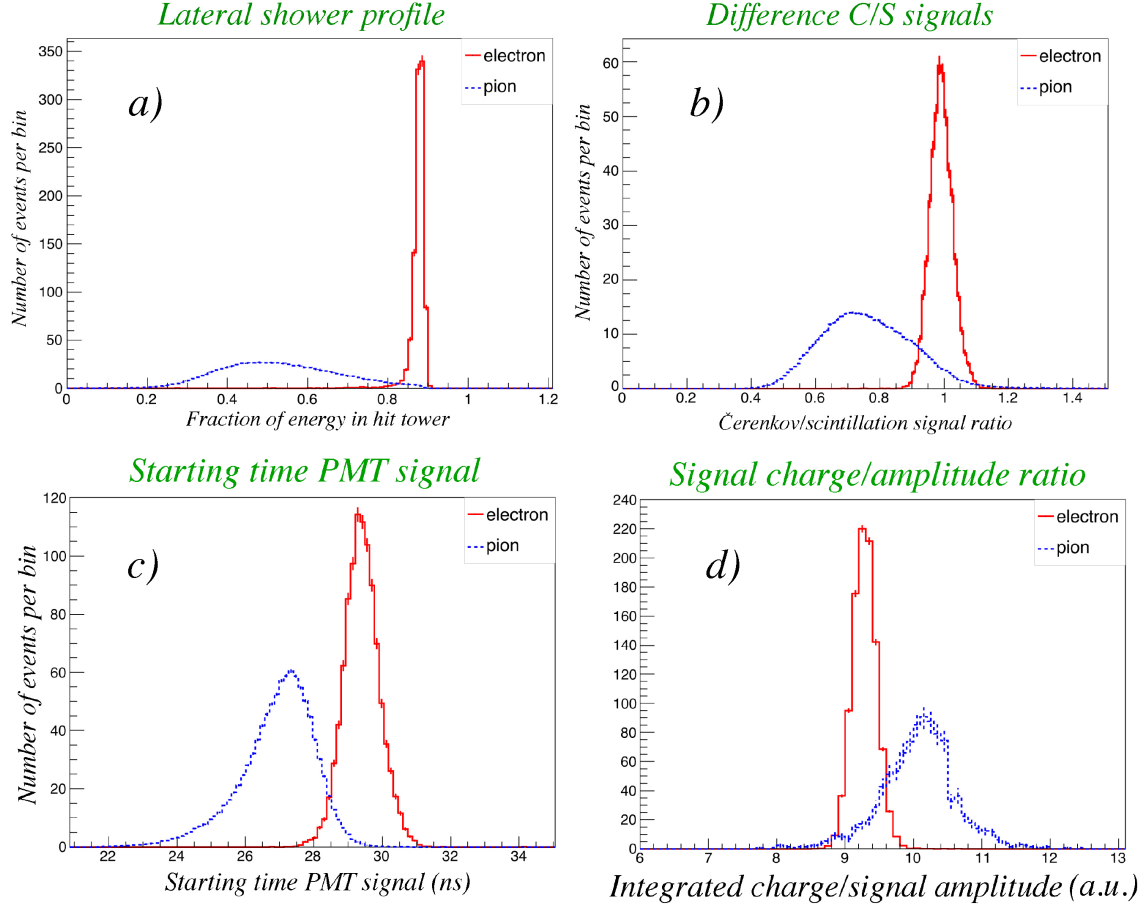 Lateral shower profile
Number of events per bin
350
300
250
200
150
100
50
0
a)
electron
pion
0 0.2 0.4 0.6 0.8 1 1.2
Fraction of energy in hit tower
Difference C/S signals
Number of events per bin
60
50
40
30
20
10
0
b)
electron
pion
0 0.2 0.4 0.6 0.8 1 1.2 1.4
Čerenkov/scintillation signal ratio
Starting time PMT signal
Number of events per bin
120
100
80
60
40
20
0
c)
electron
pion
22 24 26 28 30 32 34
Starting time PMT signal (ns)
Signal charge/amplitude ratio
240
220
200
180
160
140
120
100
80
60
40
20
0
d)
electron
pion
6 7 8 9 10 11 12 13
Integrated charge/signal amplitude (a.u.)